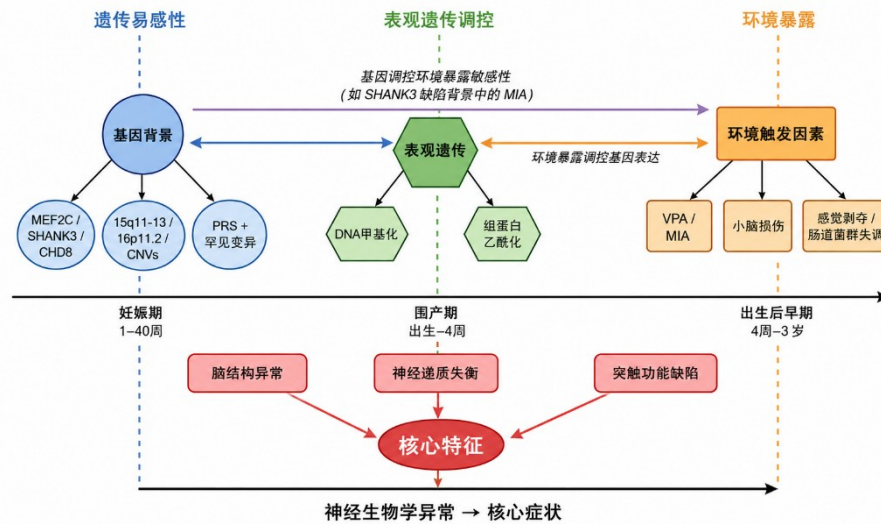 遗传易感性
表观遗传调控
环境暴露
基因调控环境暴露敏感性
(如 SHANK3 缺陷背景中的 MIA)
基因背景
表观遗传
环境触发因素
环境暴露调控基因表达
MEF2C /
SHANK3 /
CHD8
15q11-13 /
16p11.2 /
CNVs
PRS +
罕见变异
DNA甲基化
组蛋白
乙酰化
VPA /
MIA
小脑损伤
感觉剥夺 /
肠道菌群失调
妊娠期
1–40周
围产期
出生–4周
出生后早期
4周–3 岁
脑结构异常
神经递质失衡
突触功能缺陷
核心特征
神经生物学异常 → 核心症状